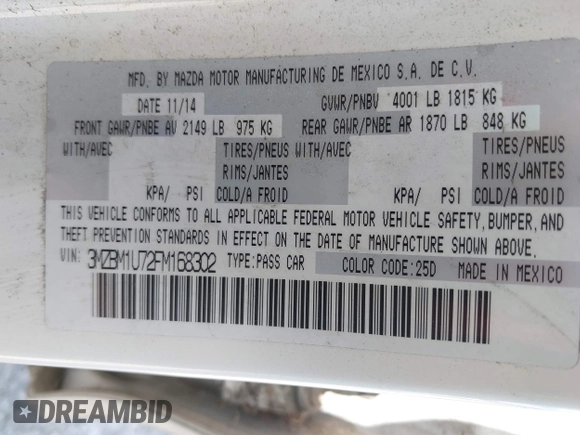 MFD. BY MAZDA MOTOR MANUFACTURING DE MEXICO S.A. DE C.V.
DATE 11/14 GVWR/PNBV 4001 LB 1815 KG
FRONT GAWR/PNBE AV 2149 LB 975 KG REAR GAWR/PNBE AR 1870 LB 848 KG
WITH/AVEC TIRES/PNEUS WITH/AVEC TIRES/PNEUS
RIMS/JANTES RIMS/JANTES
KPA/ PSI COLD/A FROID KPA/ PSI COLD/A FROID
THIS VEHICLE CONFORMS TO ALL APPLICABLE FEDERAL MOTOR VEHICLE SAFETY, BUMPER, AND
THEFT PREVENTION STANDARDS IN EFFECT ON THE DATE OF MANUFACTURE SHOWN ABOVE.
VIN: 3MZBM1U72FM168302 TYPE:PASS CAR COLOR CODE:25D MADE IN MEXICO
DREAMBID